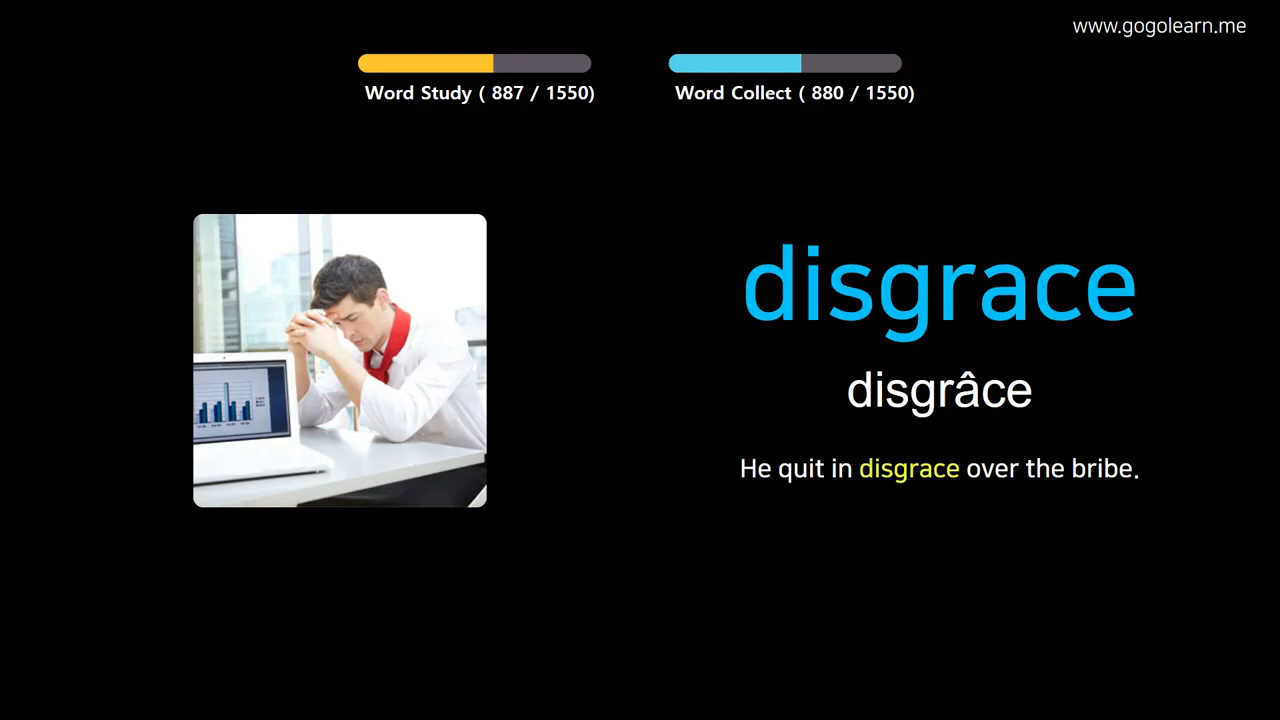 www.gogolearn.me
Word Study ( 887 / 1550)
Word Collect ( 880 / 1550)
disgrace
disgrâce
He quit in disgrace over the bribe.